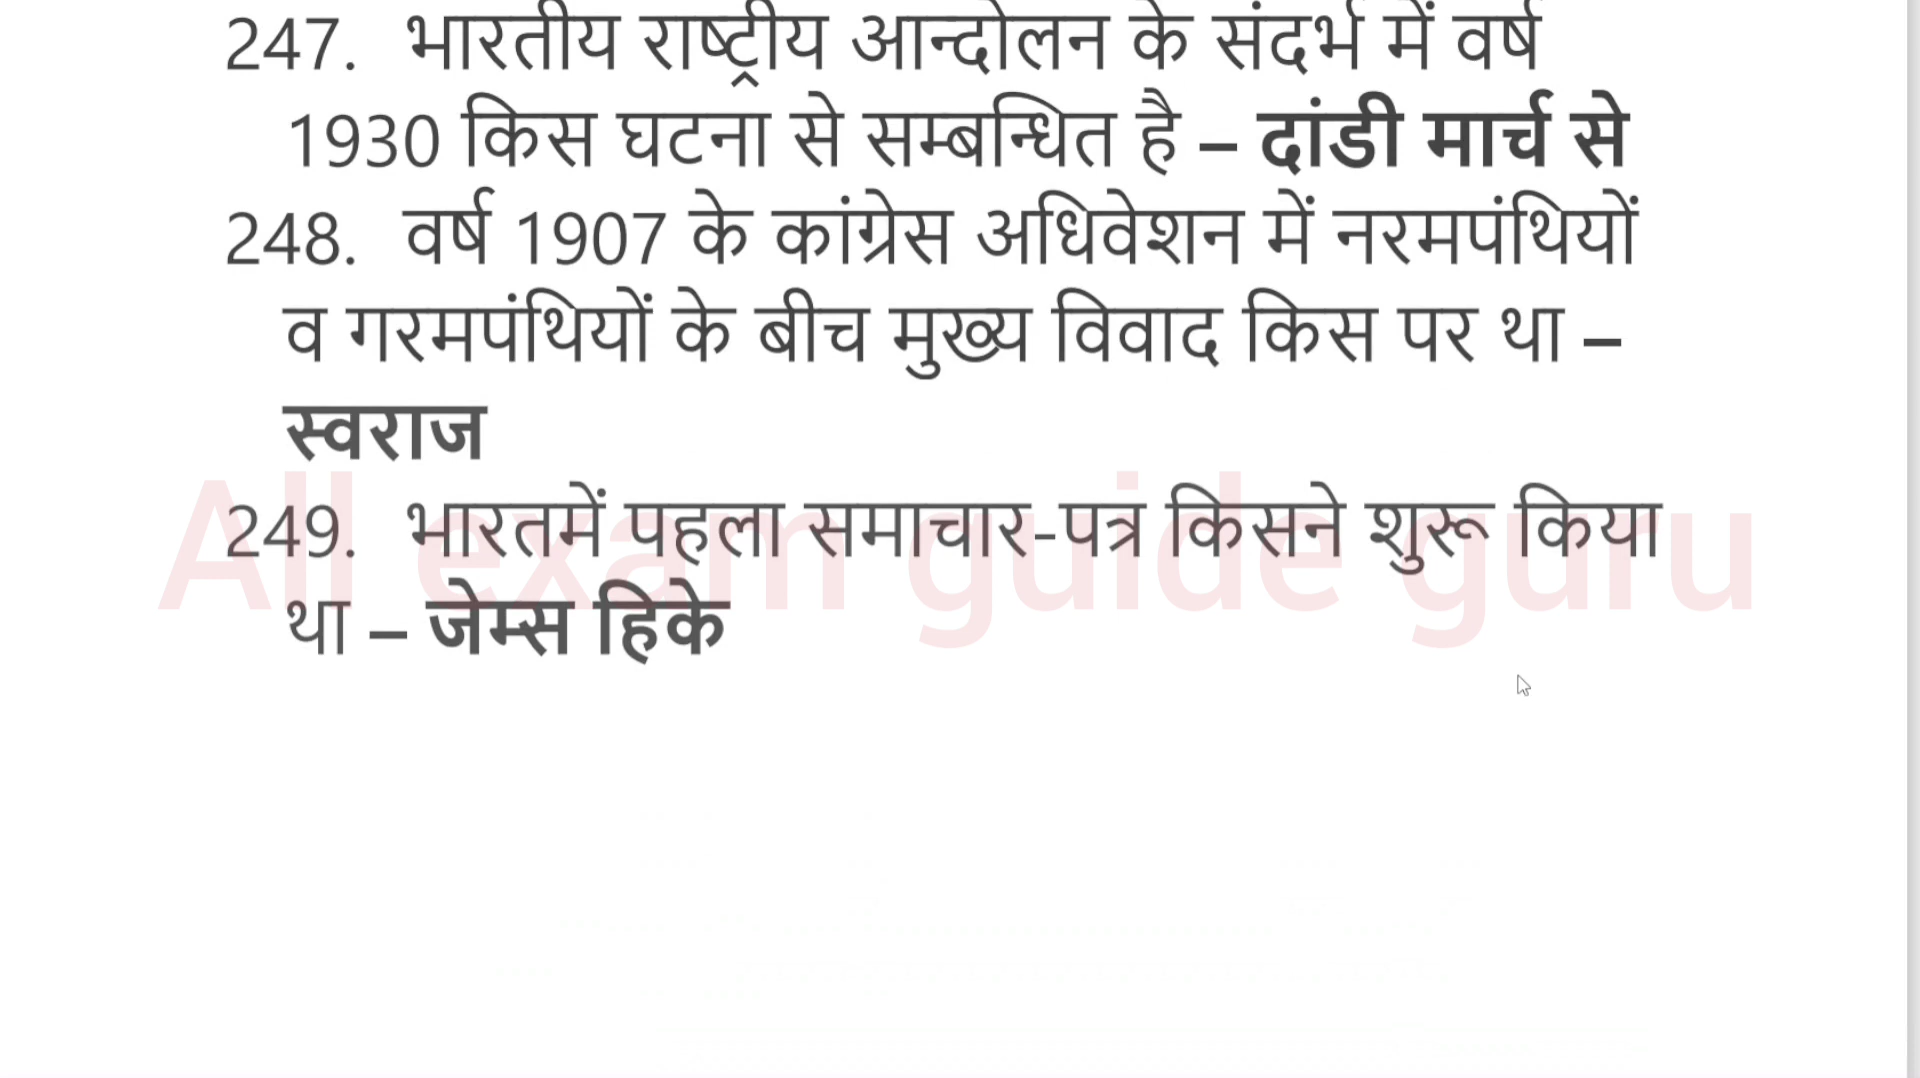 247. भारतीय राष्ट्रीय आन्दोलन के संदर्भ में वर्ष
1930 किस घटना से सम्बन्धित है – दांडी मार्च से
248. वर्ष 1907 के कांग्रेस अधिवेशन में नरमपंथियों
व गरमपंथियों के बीच मुख्य विवाद किस पर था –
स्वराज
All exam guide guru
249. भारतमें पहला समाचार-पत्र किसने शुरू किया
था – जेम्स हिके